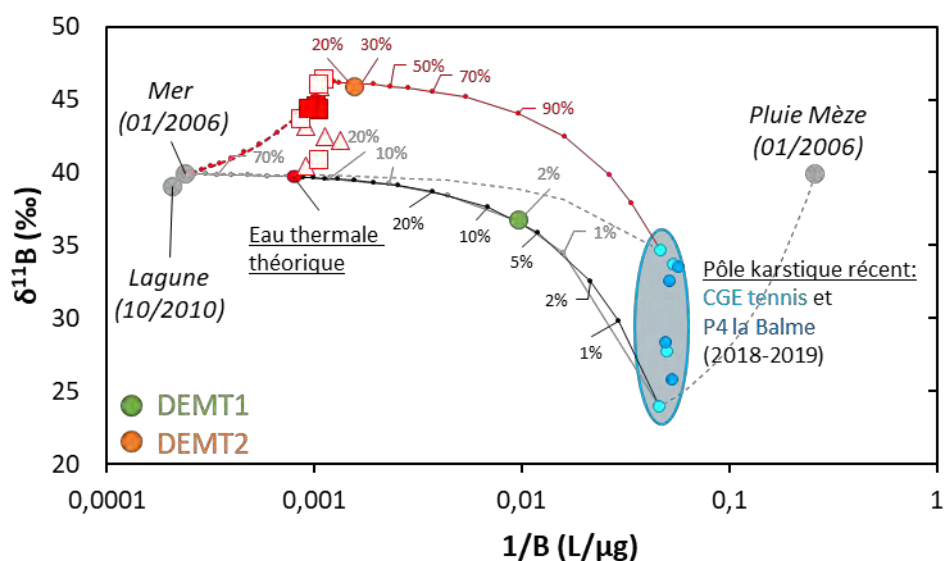 50
45
40
35
30
25
20
δ¹¹B (‰)
0,0001
0,001
0,01
0,1
1
1/B (L/µg)
Mer
(01/2006)
Lagune
(10/2010)
20%
30%
50%
70%
90%
70%
20%
10%
2%
1%
20%
10%
5%
2%
1%
Eau thermale
théorique
Pluie Mèze
(01/2006)
Pôle karstique récent:
CGE tennis et
P4 la Balme
(2018-2019)
DEMT1
DEMT2